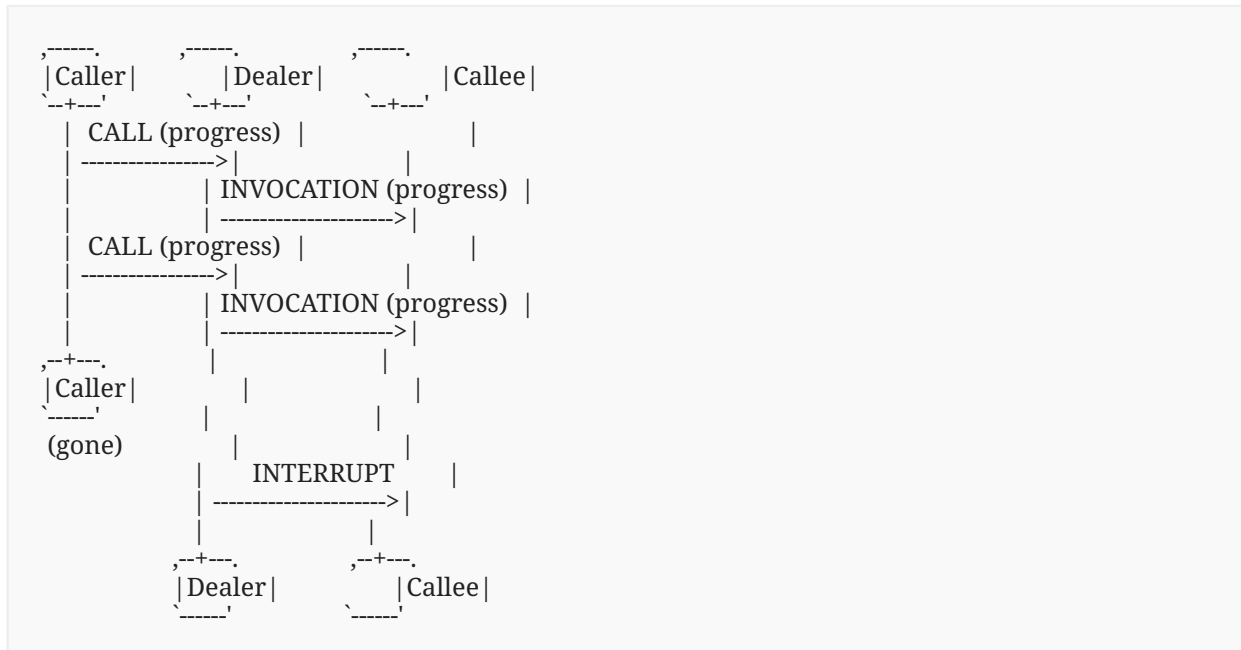 ,------.          ,------.                    ,------.
|Caller|            |Dealer|                    |Callee|
`--+---'          `--+---'                    `--+---'
   |  CALL (progress)  |                         |
   | ----------------->|                         |
   |                   | INVOCATION (progress)  |
   |                   | ---------------------->|
   |  CALL (progress)  |                         |
   | ----------------->|                         |
   |                   | INVOCATION (progress)  |
   |                   | ---------------------->|
,--+---.               |                         |
|Caller|               |                         |
`------'               |                         |
 (gone)                |                         |
                       |       INTERRUPT        |
                       | ---------------------->|
                       |                         |
                    ,--+---.                  ,--+---.
                    |Dealer|                  |Callee|
                    `------'                  `------'